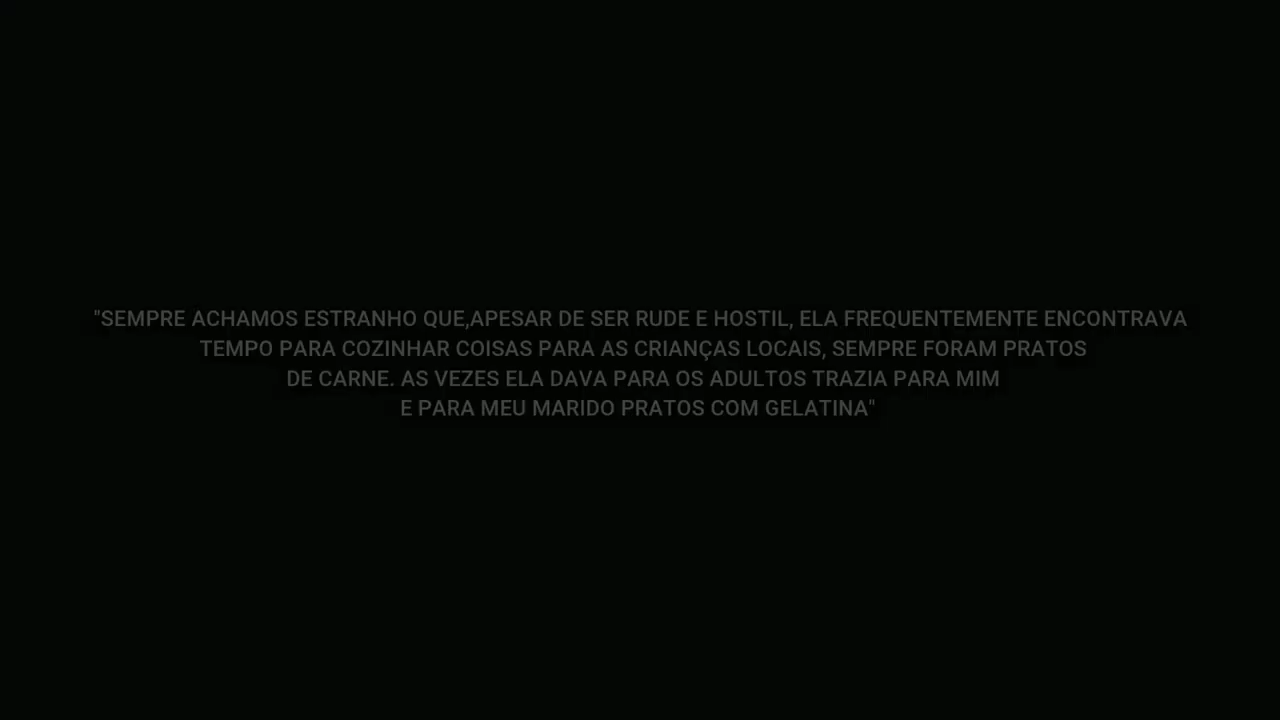 "SEMPRE ACHAMOS ESTRANHO QUE,APESAR DE SER RUDE E HOSTIL, ELA FREQUENTEMENTE ENCONTRAVA
TEMPO PARA COZINHAR COISAS PARA AS CRIANÇAS LOCAIS, SEMPRE FORAM PRATOS
DE CARNE. AS VEZES ELA DAVA PARA OS ADULTOS TRAZIA PARA MIM
E PARA MEU MARIDO PRATOS COM GELATINA"